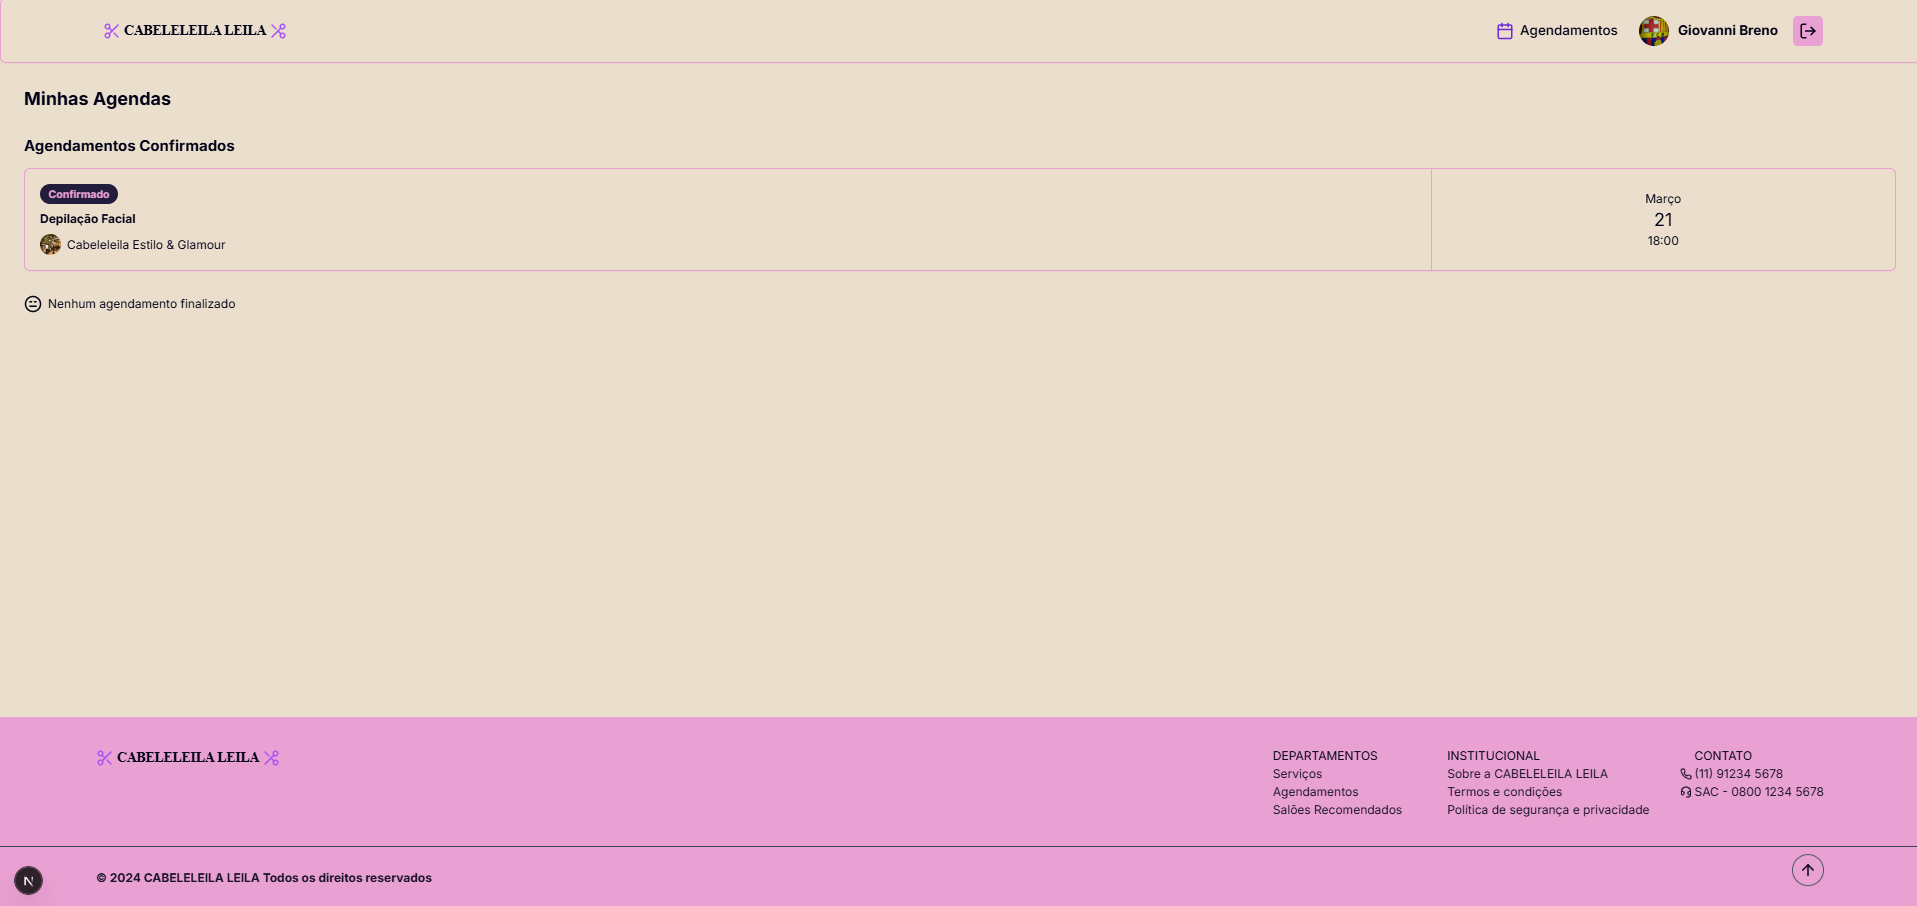 CABELELEILA LEILA
Agendamentos
Giovanni Breno
Minhas Agendas
Agendamentos Confirmados
Confirmado
Depilação Facial
Cabeleleila Estilo & Glamour
Março
21
18:00
Nenhum agendamento finalizado
CABELELEILA LEILA
DEPARTAMENTOS
Serviços
Agendamentos
Salões Recomendados
INSTITUCIONAL
Sobre a CABELELEILA LEILA
Termos e condições
Política de segurança e privacidade
CONTATO
(11) 91234 5678
SAC - 0800 1234 5678
N
© 2024 CABELELEILA LEILA Todos os direitos reservados